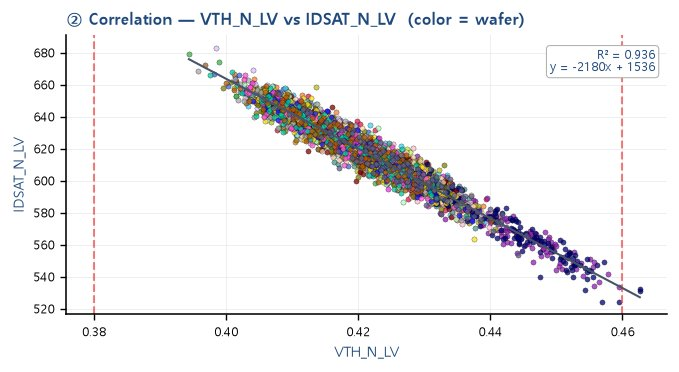 ② Correlation — VTH_N_LV vs IDSAT_N_LV (color = wafer)
R² = 0.936
y = -2180x + 1536
680
660
640
620
600
580
560
540
520
IDSAT_N_LV
0.38
0.40
0.42
0.44
0.46
VTH_N_LV